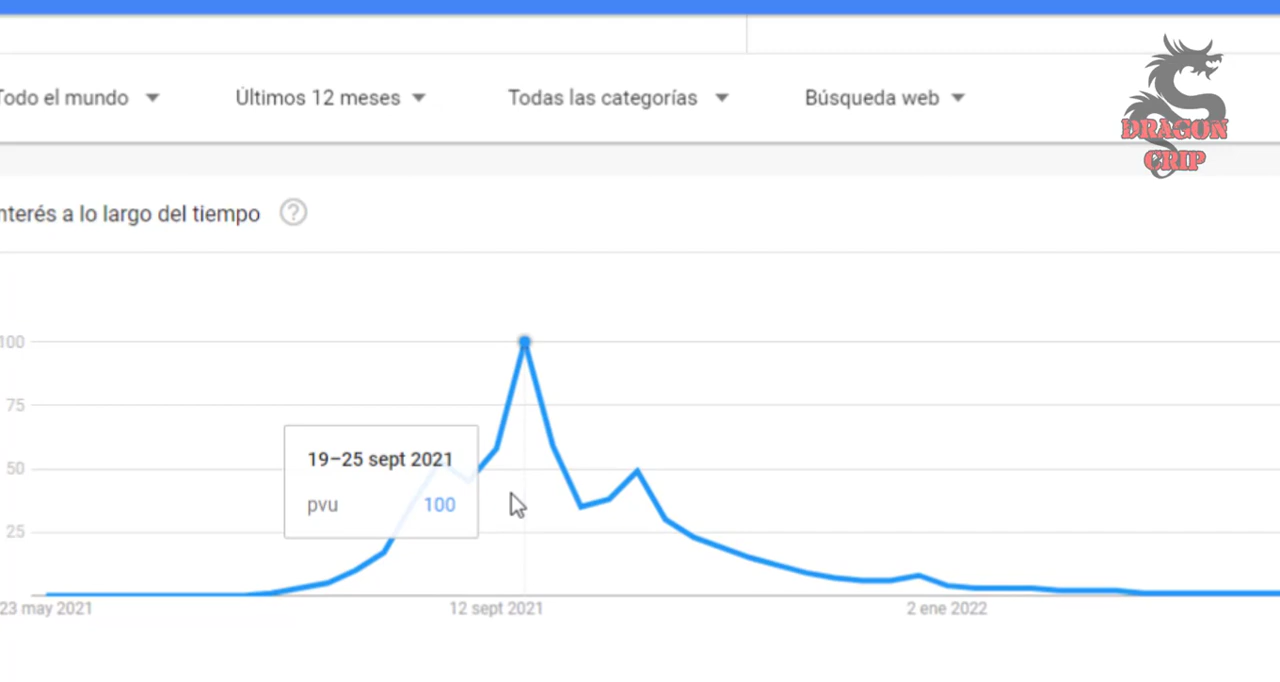 Todo el mundo Últimos 12 meses Todas las categorías Búsqueda web
DRAGON
CRIP
nterés a lo largo del tiempo ?
100
75
50
25
19–25 sept 2021
pvu 100
23 may 2021 12 sept 2021 2 ene 2022